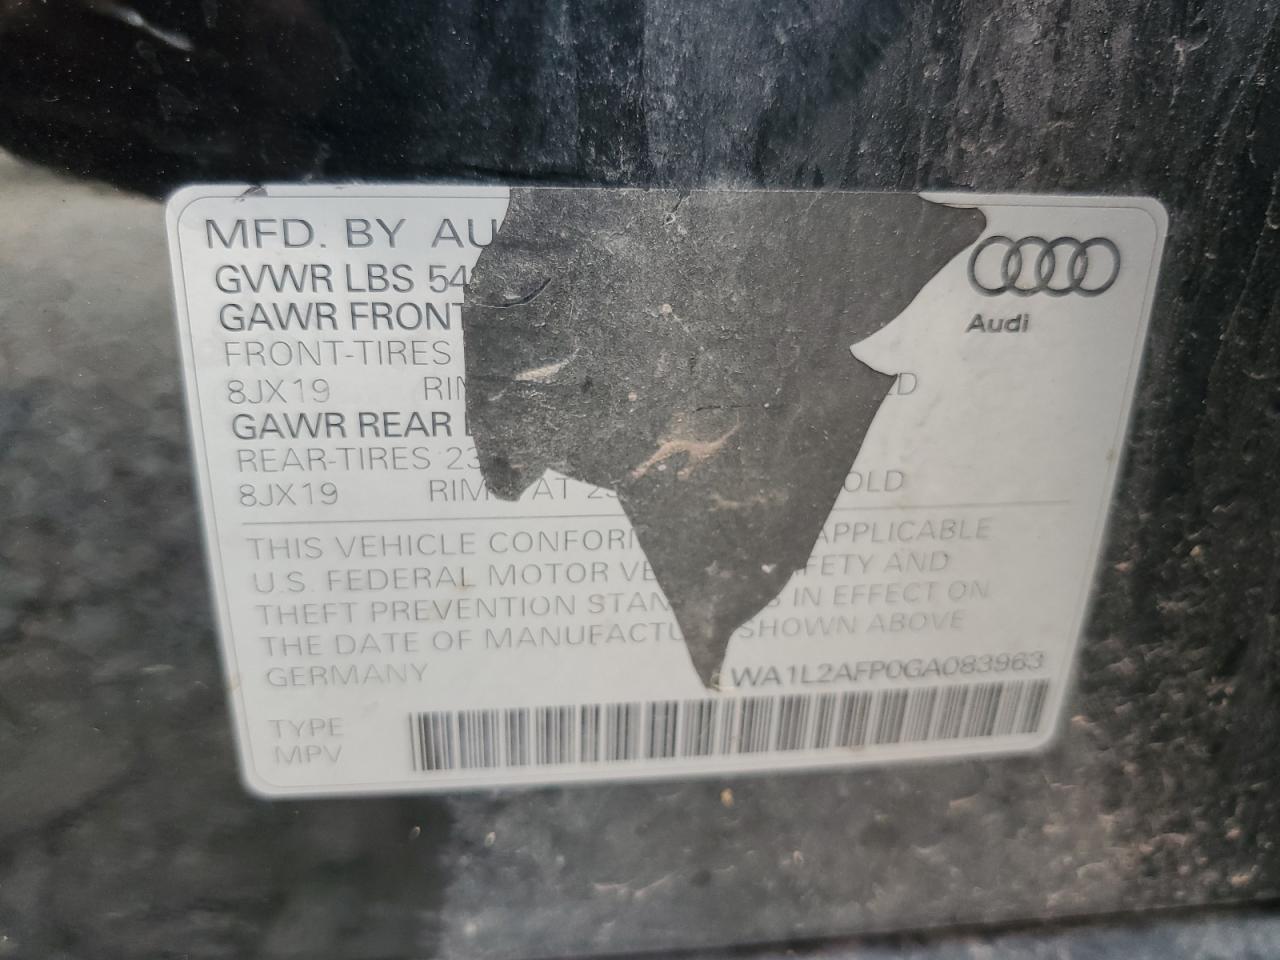 MFD. BY AU
GVWR LBS 54
GAWR FRONT
FRONT-TIRES
8JX19 RIM D
GAWR REAR
REAR-TIRES 23
8JX19 RIM AT 2 OLD
THIS VEHICLE CONFOR APPLICABLE
U.S. FEDERAL MOTOR VE FETY AND
THEFT PREVENTION STAN S IN EFFECT ON
THE DATE OF MANUFACTU SHOWN ABOVE
GERMANY WA1L2AFP0GA083963
TYPE
MPV
Audi